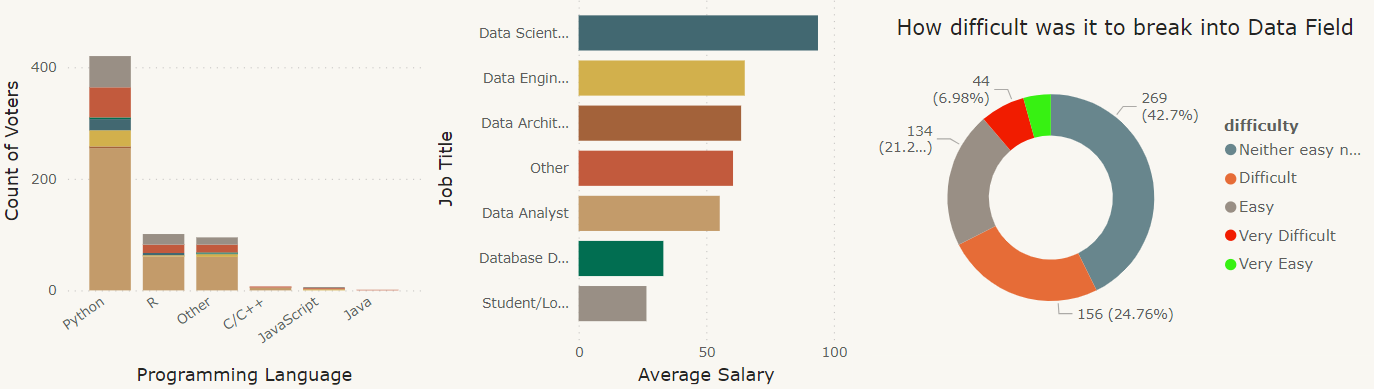 Count of Voters
400
200
0
Python
R
Other
C/C++
JavaScript
Java
Programming Language
Job Title
Data Scient...
Data Engin...
Data Archit...
Other
Data Analyst
Database D...
Student/Lo...
0
50
100
Average Salary
How difficult was it to break into Data Field
44
(6.98%)
134
(21.2...)
269
(42.7%)
156 (24.76%)
difficulty
Neither easy n...
Difficult
Easy
Very Difficult
Very Easy